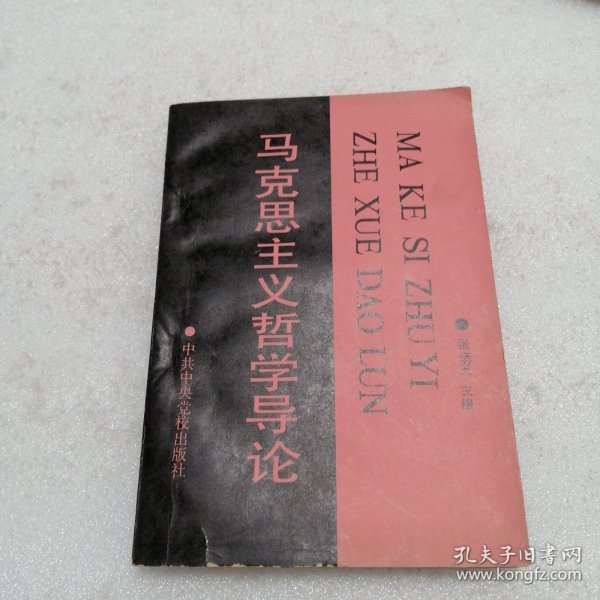 马克思主义哲学导论
MA KE SI ZHU YI
ZHE XUE DAO LUN
主编
中共中央党校出版社
孔夫子旧书网
www.kongfz.com